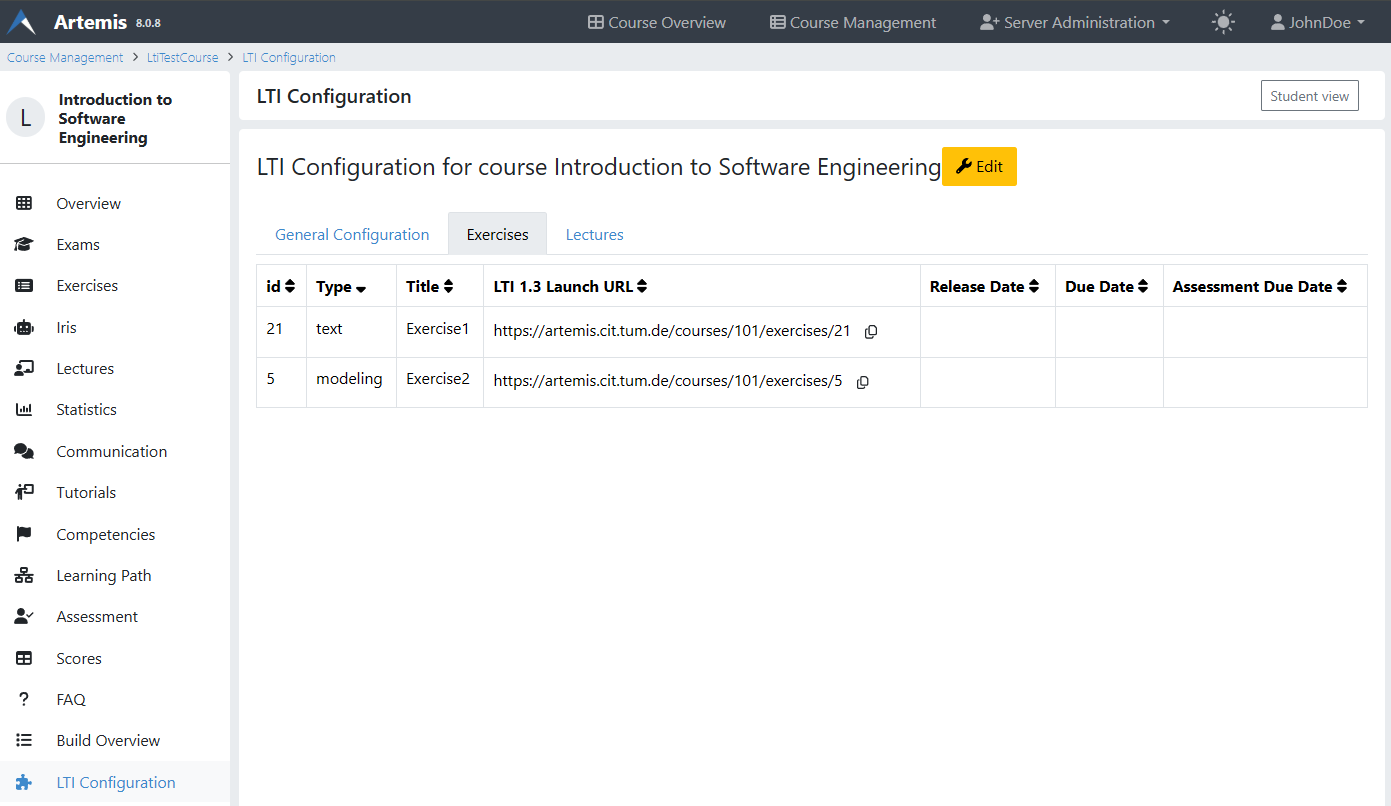 Artemis 8.0.8 Course Overview Course Management Server Administration JohnDoe
Course Management LtiTestCourse LTI Configuration
L
Introduction to
Software
Engineering
Overview
Exams
Exercises
Iris
Lectures
Statistics
Communication
Tutorials
Competencies
Learning Path
Assessment
Scores
? FAQ
Build Overview
LTI Configuration
LTI Configuration Student view
LTI Configuration for course Introduction to Software Engineering Edit
General Configuration Exercises Lectures
id Type Title LTI 1.3 Launch URL Release Date Due Date Assessment Due Date
21 text Exercise1 https://artemis.cit.tum.de/courses/101/exercises/21
5 modeling Exercise2 https://artemis.cit.tum.de/courses/101/exercises/5